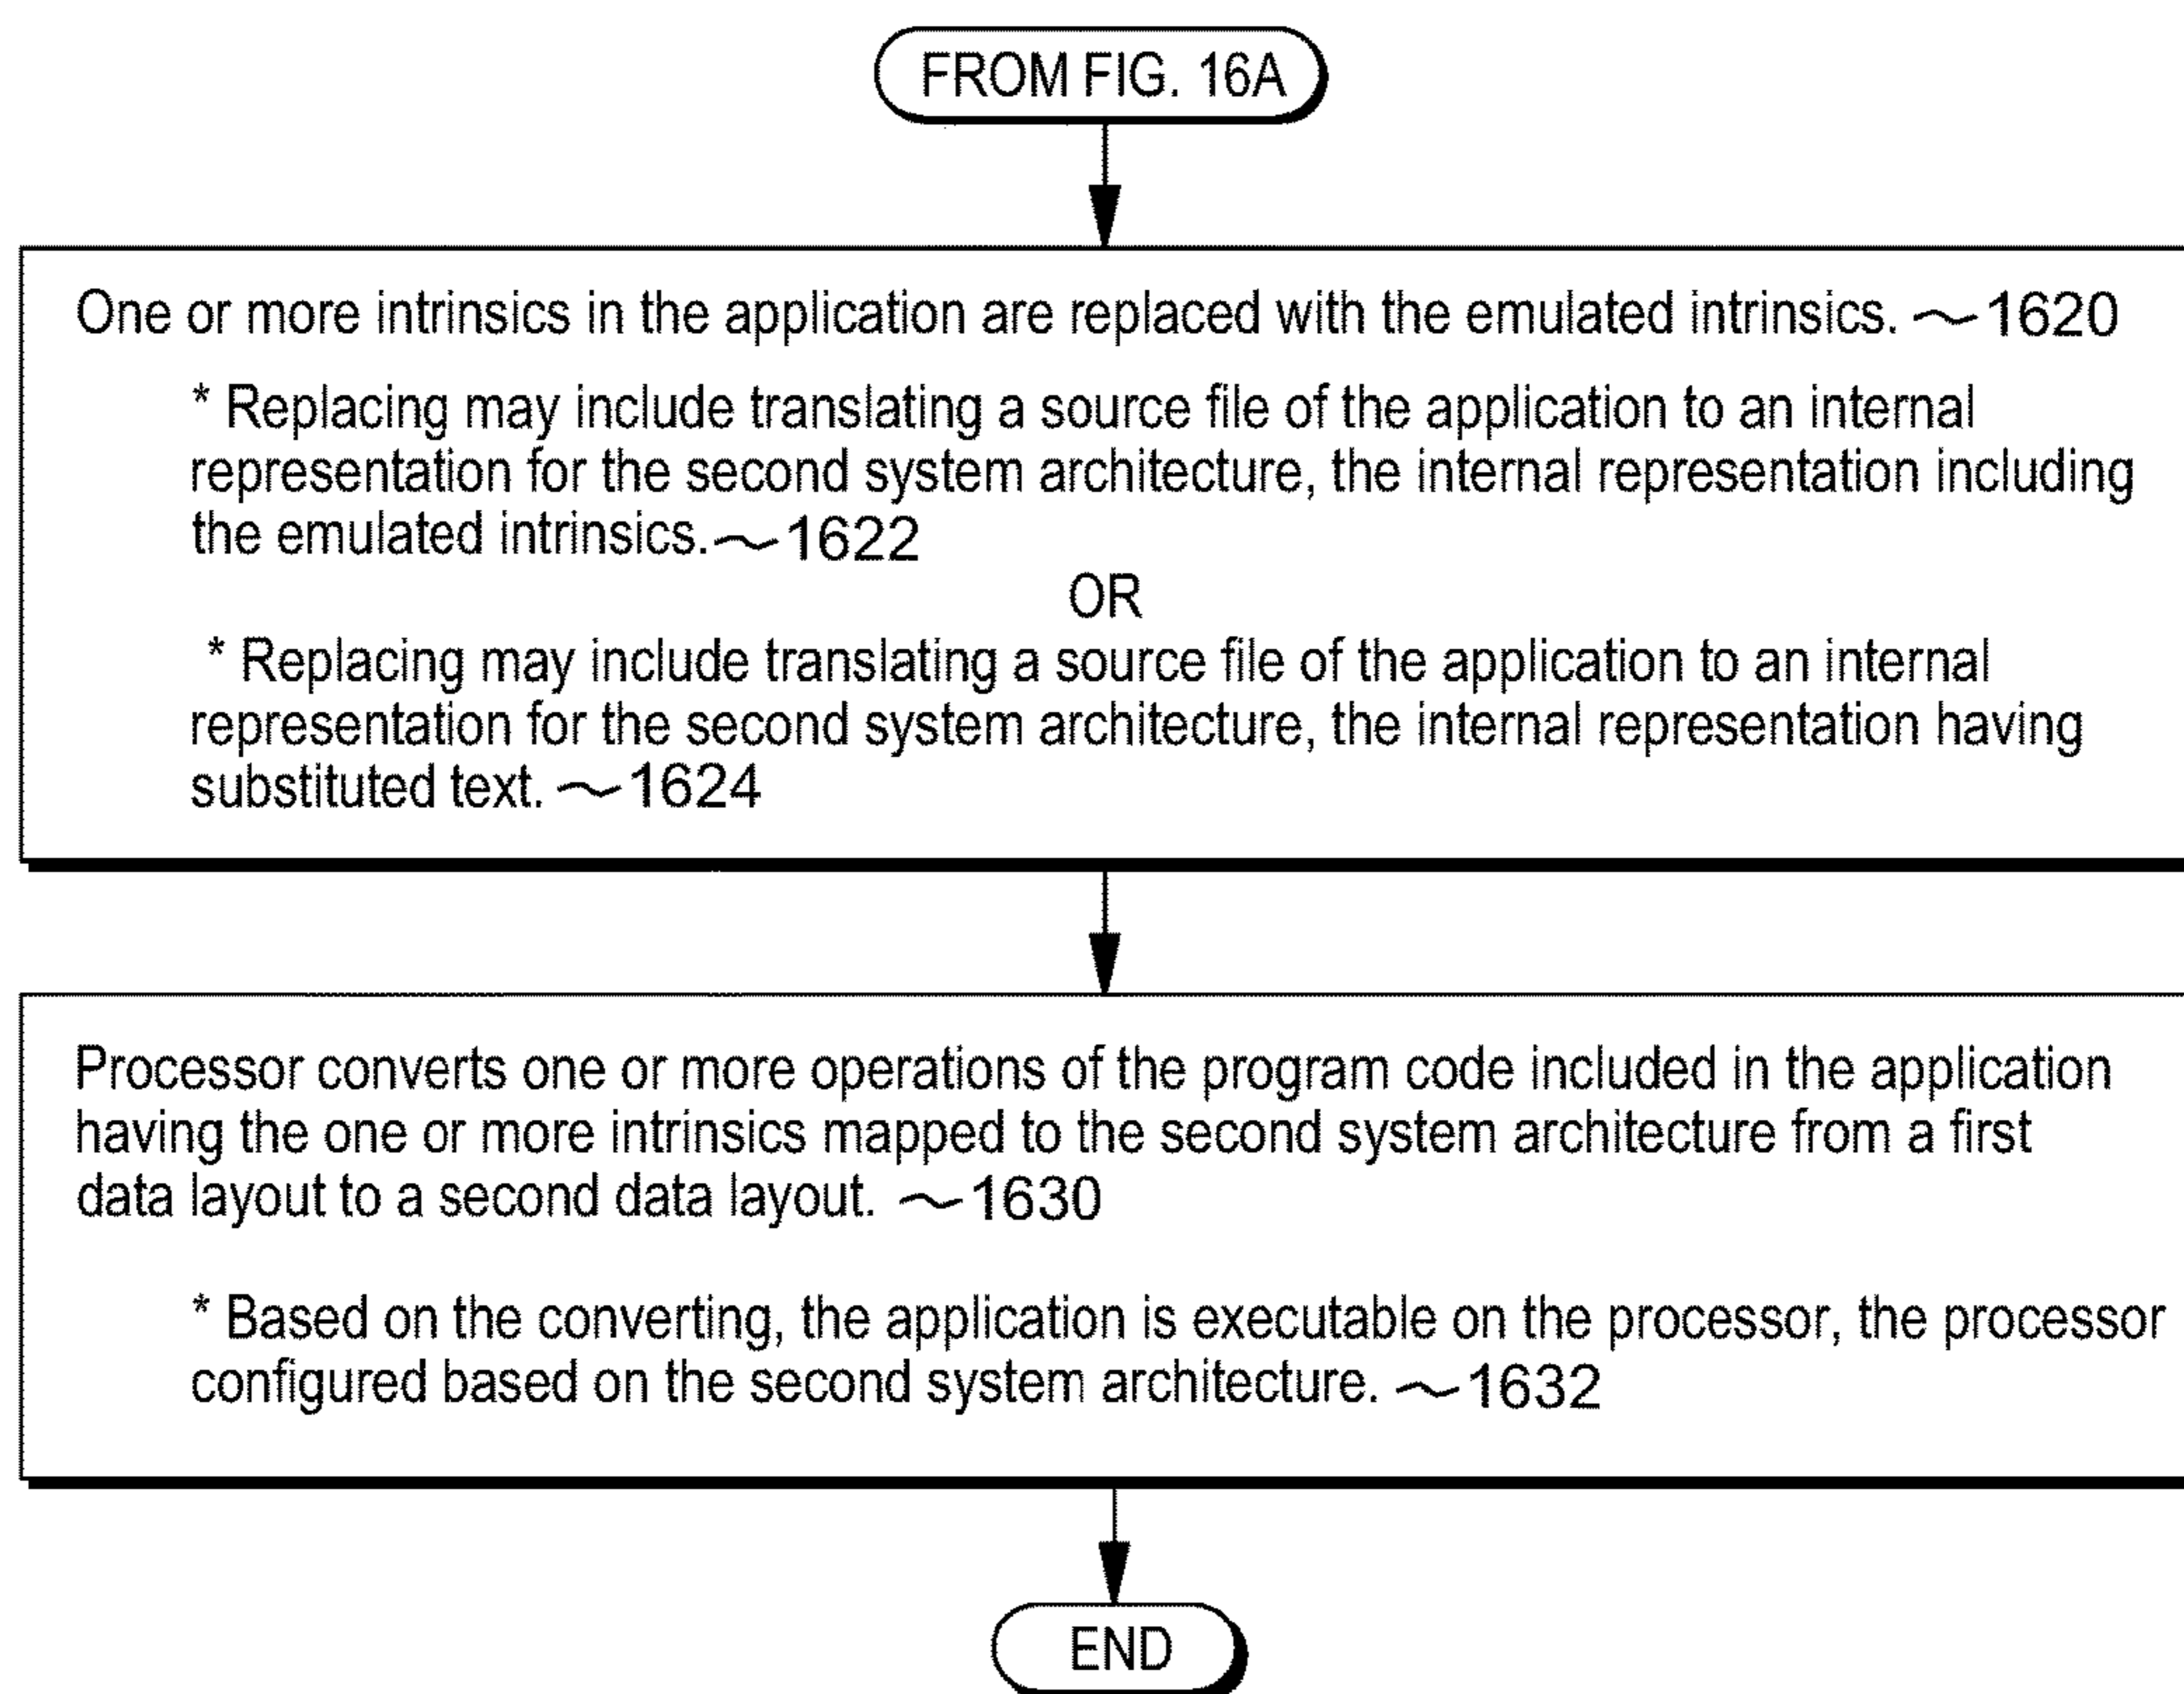 FROM FIG. 16A
One or more intrinsics in the application are replaced with the emulated intrinsics. ~1620
* Replacing may include translating a source file of the application to an internal
representation for the second system architecture, the internal representation including
the emulated intrinsics. ~1622
OR
* Replacing may include translating a source file of the application to an internal
representation for the second system architecture, the internal representation having
substituted text. ~1624
Processor converts one or more operations of the program code included in the application
having the one or more intrinsics mapped to the second system architecture from a first
data layout to a second data layout. ~1630
* Based on the converting, the application is executable on the processor, the processor
configured based on the second system architecture. ~1632
END